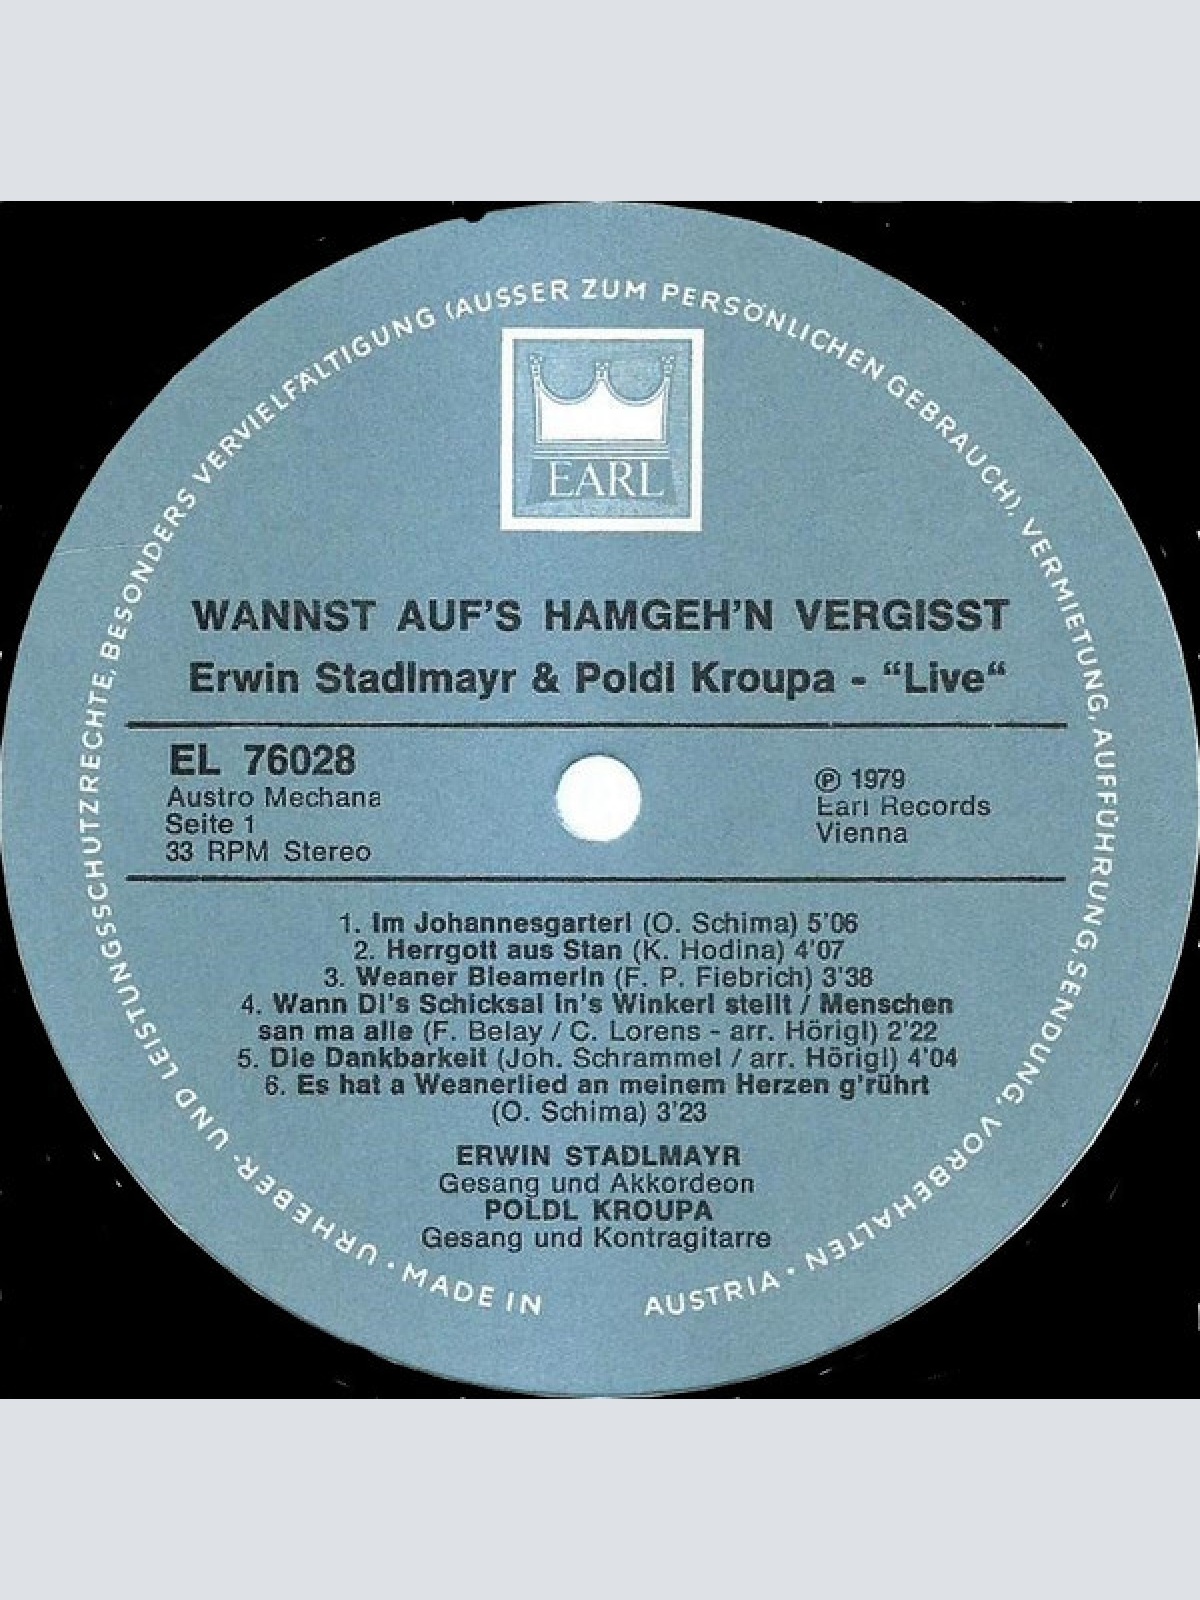 URHEBER- UND LEISTUNGSSCHUTZRECHTE, BESONDERS VERVIELFÄLTIGUNG (AUSSER ZUM PERSÖNLICHEN GEBRAUCH), VERMIETUNG, AUFFÜHRUNG, SENDUNG, VORBEHALTEN •
EARL
WANNST AUF'S HAMGEH'N VERGISST
Erwin Stadlmayr & Poldl Kroupa - “Live“
EL 76028
Austro Mechana
Seite 1
33 RPM Stereo
℗ 1979
Earl Records
Vienna
1. Im Johannesgarterl (O. Schima) 5'06
2. Herrgott aus Stan (K. Hodina) 4'07
3. Weaner Bleamerln (F. P. Fiebrich) 3'38
4. Wann Di's Schicksal in's Winkerl stellt / Menschen
san ma alle (F. Belay / C. Lorens - arr. Hörigl) 2'22
5. Die Dankbarkeit (Joh. Schrammel / arr. Hörigl) 4'04
6. Es hat a Weanerlied an meinem Herzen g'rührt
(O. Schima) 3'23
ERWIN STADLMAYR
Gesang und Akkordeon
POLDL KROUPA
Gesang und Kontragitarre
• MADE IN AUSTRIA